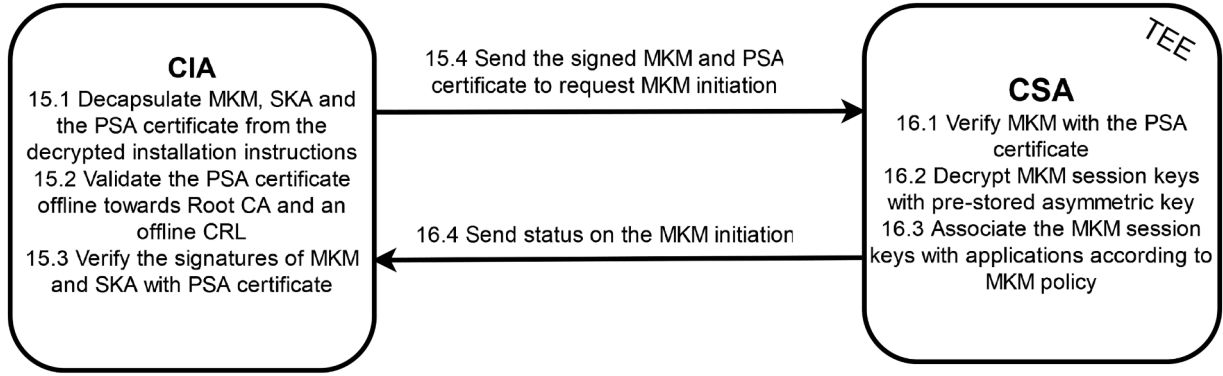 CIA
15.1 Decapsulate MKM, SKA and
the PSA certificate from the
decrypted installation instructions
15.2 Validate the PSA certificate
offline towards Root CA and an
offline CRL
15.3 Verify the signatures of MKM
and SKA with PSA certificate
15.4 Send the signed MKM and PSA
certificate to request MKM initiation
16.4 Send status on the MKM initiation
TEE
CSA
16.1 Verify MKM with the PSA
certificate
16.2 Decrypt MKM session keys
with pre-stored asymmetric key
16.3 Associate the MKM session
keys with applications according to
MKM policy